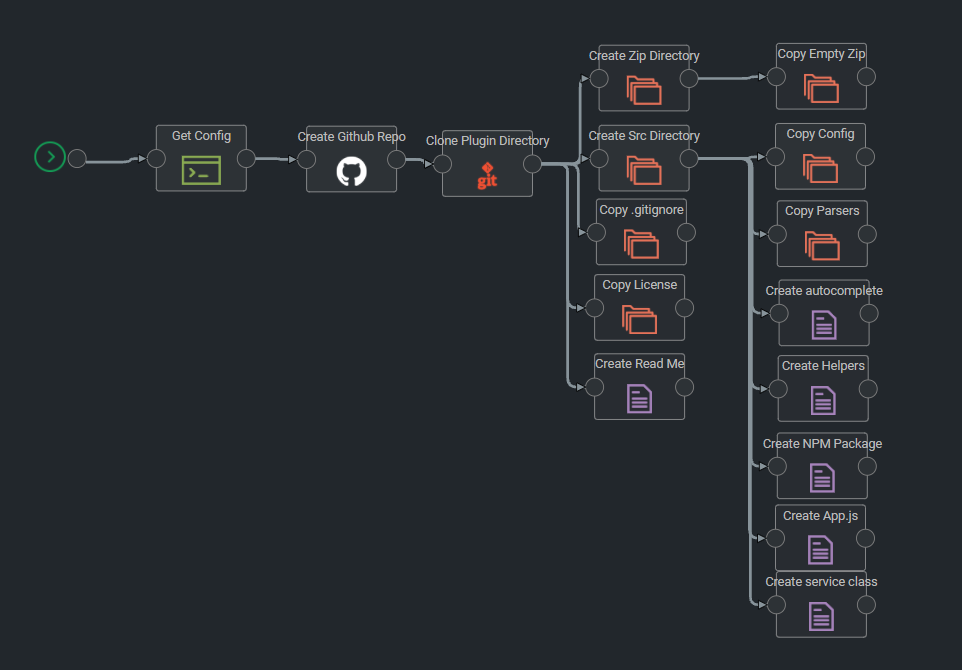 Get Config
>_
Create Github Repo
Clone Plugin Directory
git
Create Zip Directory
Create Src Directory
Copy .gitignore
Copy License
Create Read Me
Copy Empty Zip
Copy Config
Copy Parsers
Create autocomplete
Create Helpers
Create NPM Package
Create App.js
Create service class